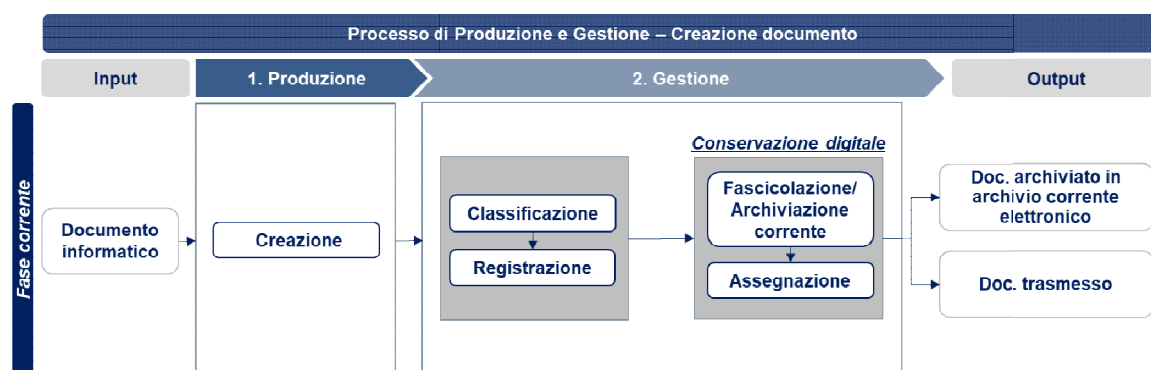 Processo di Produzione e Gestione – Creazione documento
Input
1. Produzione
2. Gestione
Output
Fase corrente
Documento
informatico
Creazione
Classificazione
Registrazione
Conservazione digitale
Fascicolazione/
Archiviazione
corrente
Assegnazione
Doc. archiviato in
archivio corrente
elettronico
Doc. trasmesso